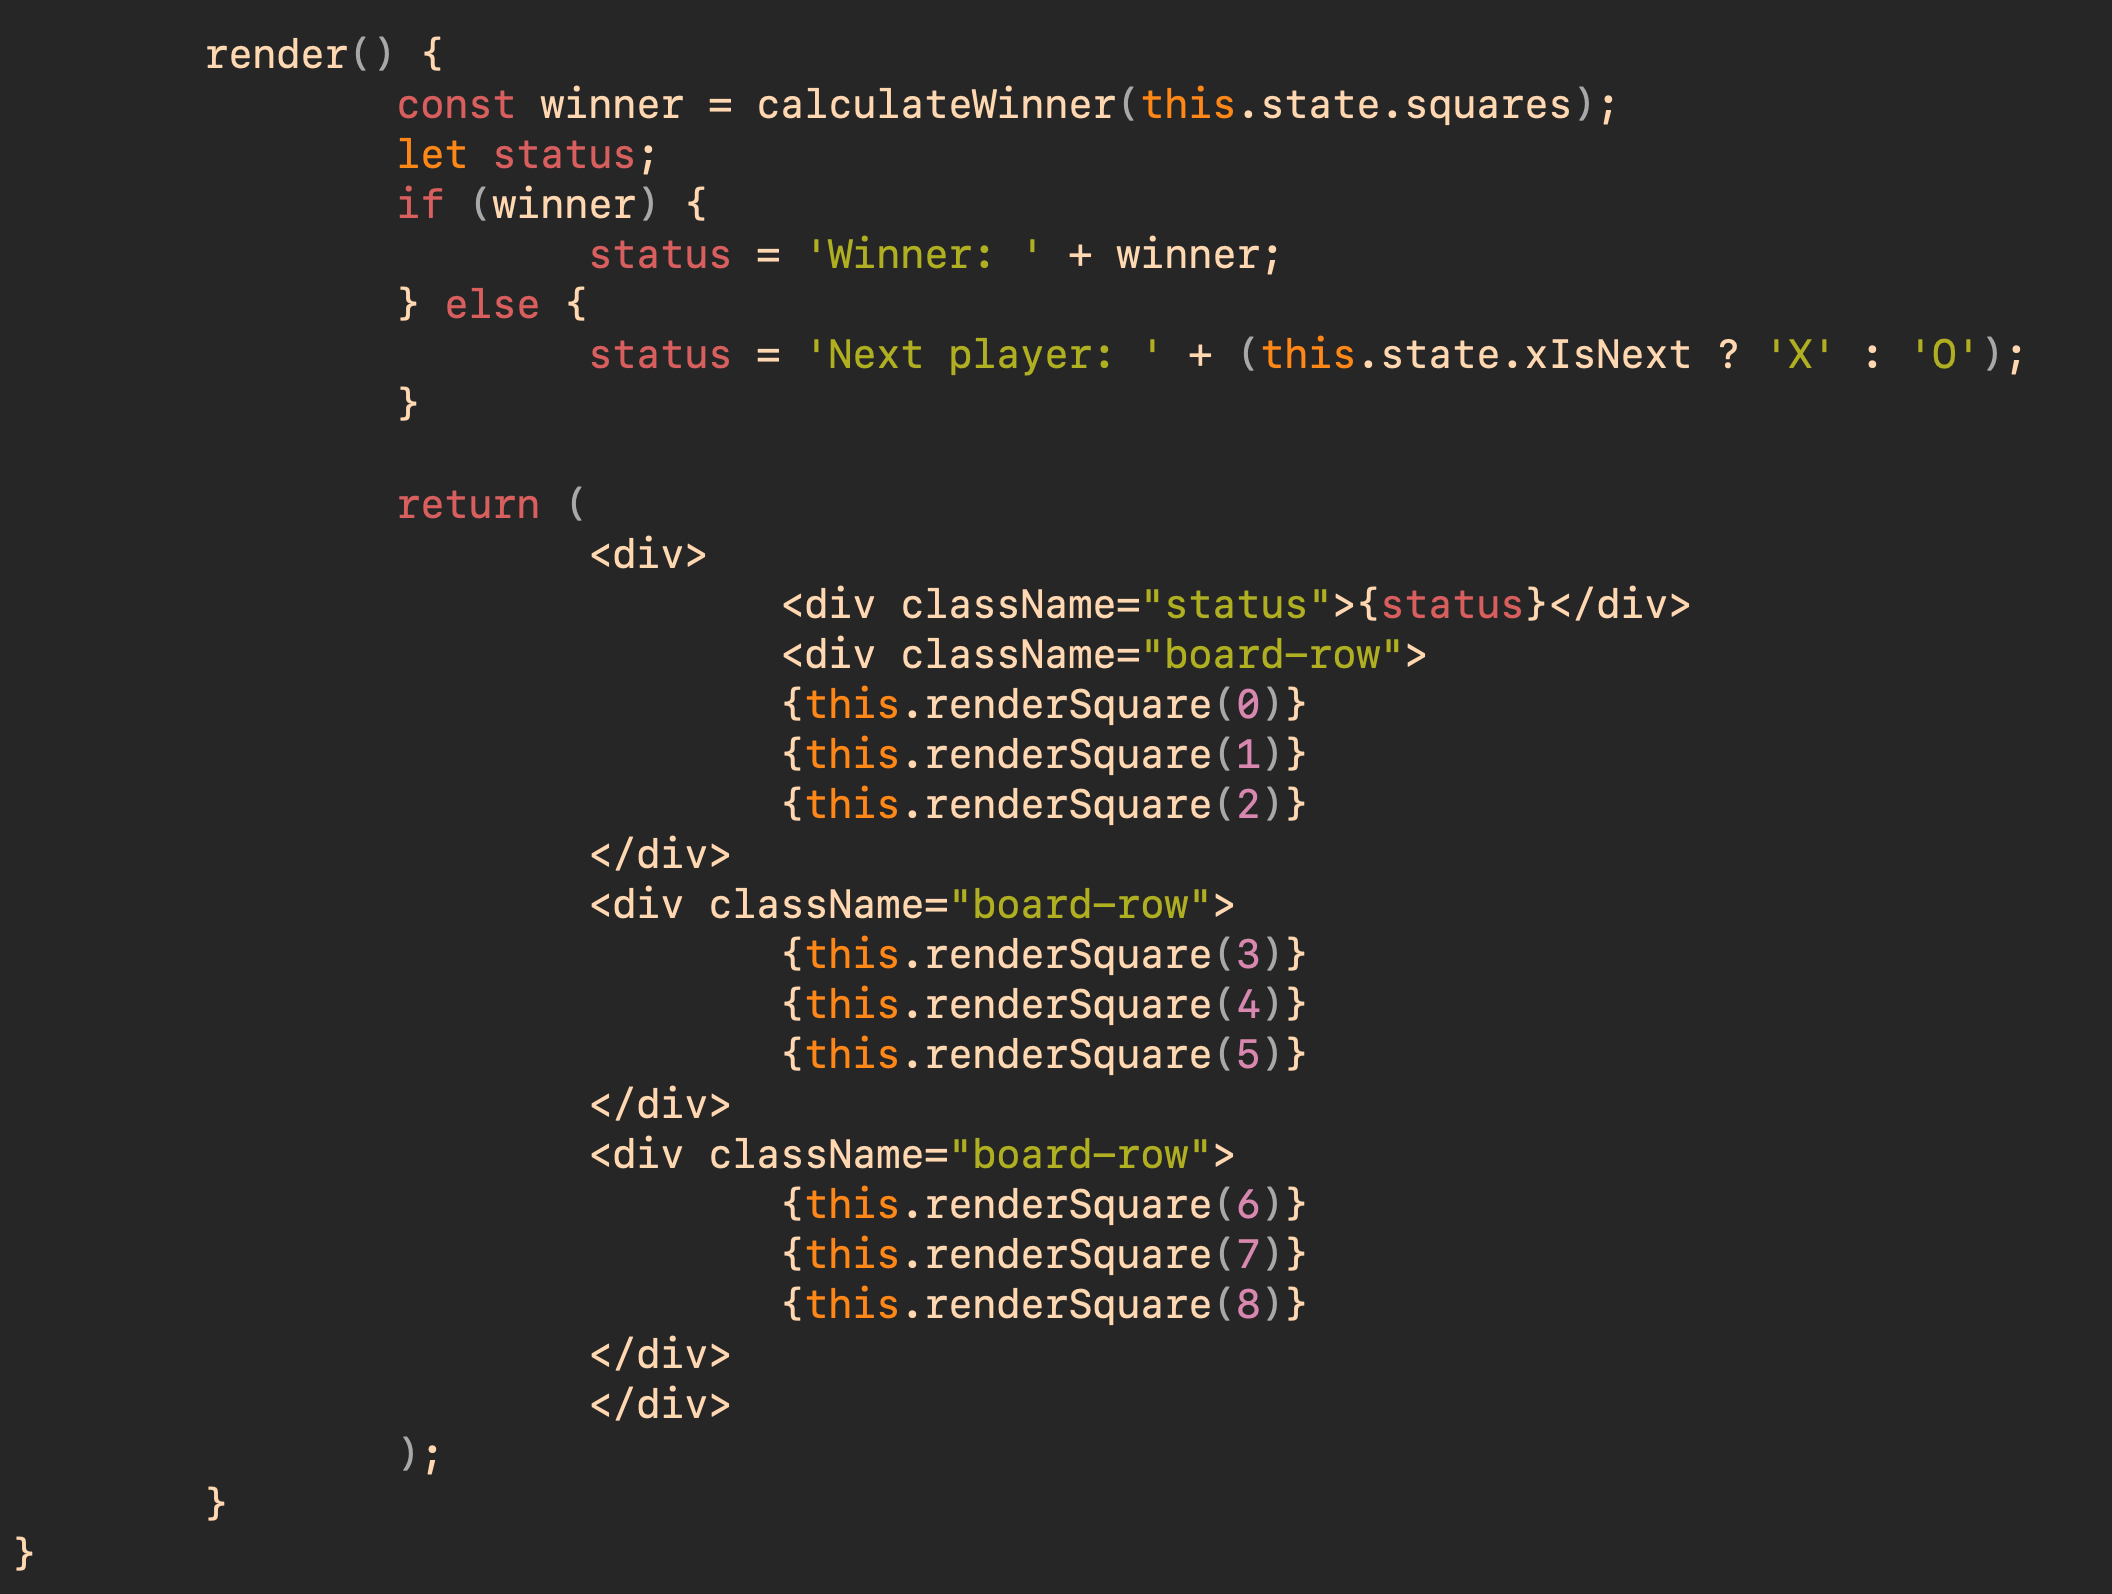 render() {
const winner = calculateWinner(this.state.squares);
let status;
if (winner) {
status = 'Winner: ' + winner;
} else {
status = 'Next player: ' + (this.state.xIsNext ? 'X' : 'O');
}
return (
<div>
<div className="status">{status}</div>
<div className="board-row">
{this.renderSquare(0)}
{this.renderSquare(1)}
{this.renderSquare(2)}
</div>
<div className="board-row">
{this.renderSquare(3)}
{this.renderSquare(4)}
{this.renderSquare(5)}
</div>
<div className="board-row">
{this.renderSquare(6)}
{this.renderSquare(7)}
{this.renderSquare(8)}
</div>
</div>
);
}
}